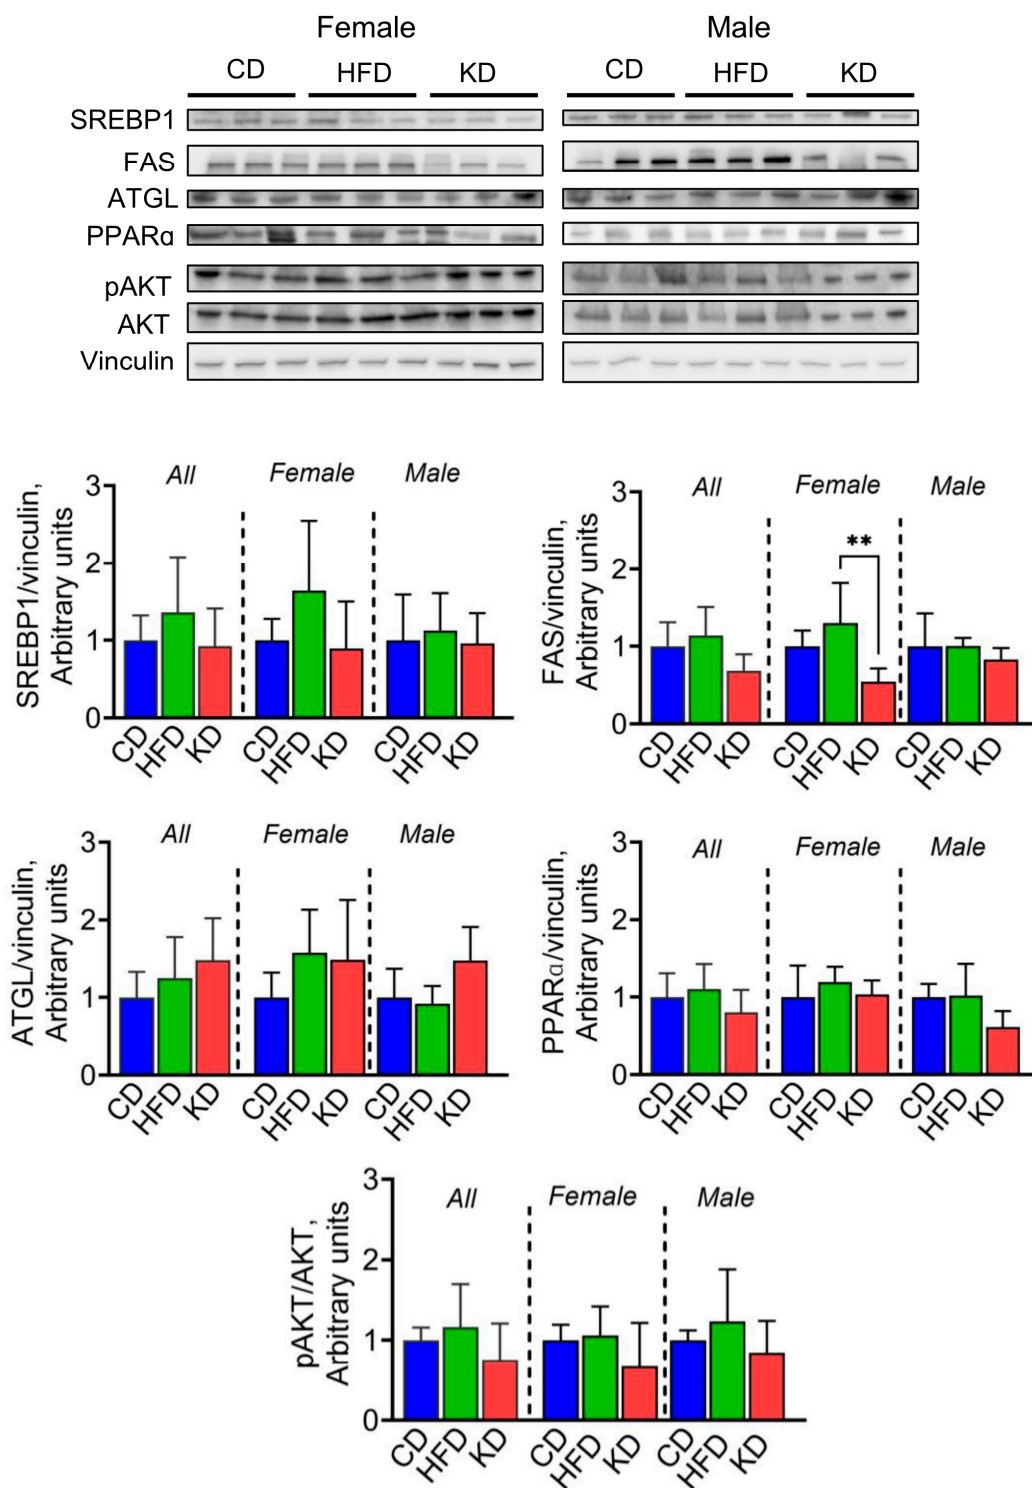 Female Male
CD HFD KD CD HFD KD
SREBP1
FAS
ATGL
PPARα
pAKT
AKT
Vinculin
SREBP1/vinculin,
Arbitrary units
3
2
1
0
All Female Male
CD HFD KD CD HFD KD CD HFD KD
FAS/vinculin,
Arbitrary units
3
2
1
0
All Female Male
**
CD HFD KD CD HFD KD CD HFD KD
ATGL/vinculin,
Arbitrary units
3
2
1
0
All Female Male
CD HFD KD CD HFD KD CD HFD KD
PPARα/vinculin,
Arbitrary units
3
2
1
0
All Female Male
CD HFD KD CD HFD KD CD HFD KD
pAKT/AKT,
Arbitrary units
3
2
1
0
All Female Male
CD HFD KD CD HFD KD CD HFD KD